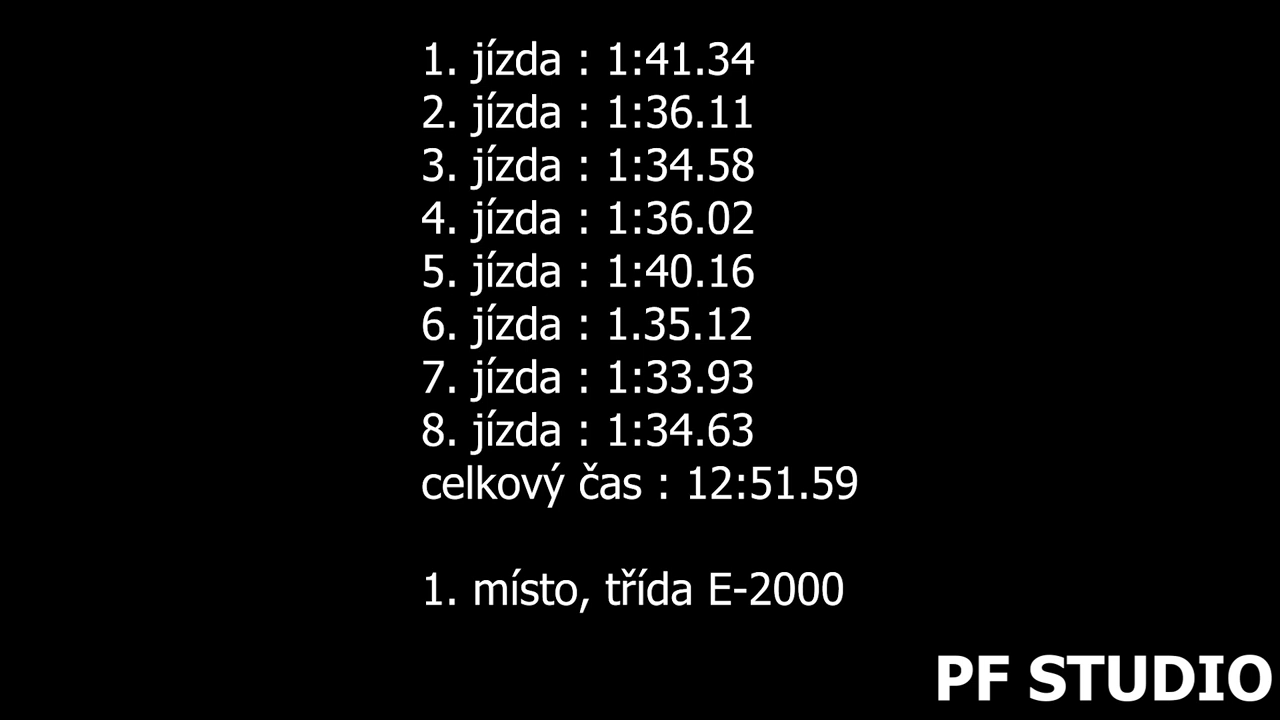 1. jízda : 1:41.34
2. jízda : 1:36.11
3. jízda : 1:34.58
4. jízda : 1:36.02
5. jízda : 1:40.16
6. jízda : 1.35.12
7. jízda : 1:33.93
8. jízda : 1:34.63
celkový čas : 12:51.59
1. místo, třída E-2000
PF STUDIO